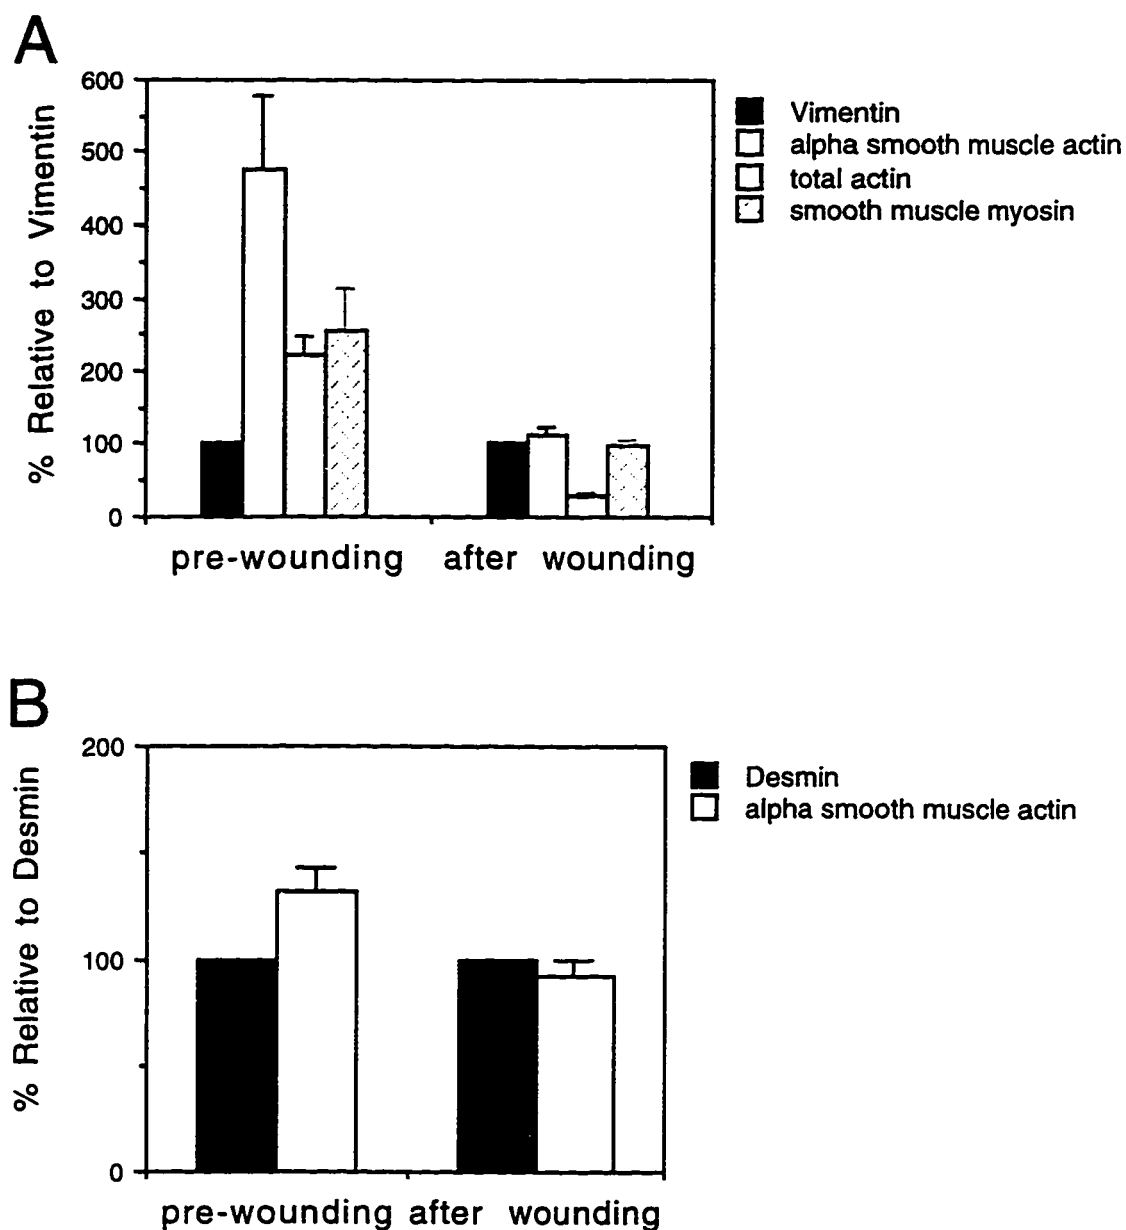 A
% Relative to Vimentin
600
500
400
300
200
100
0
pre-wounding after wounding
Vimentin
alpha smooth muscle actin
total actin
smooth muscle myosin
B
% Relative to Desmin
200
100
0
pre-wounding after wounding
Desmin
alpha smooth muscle actin